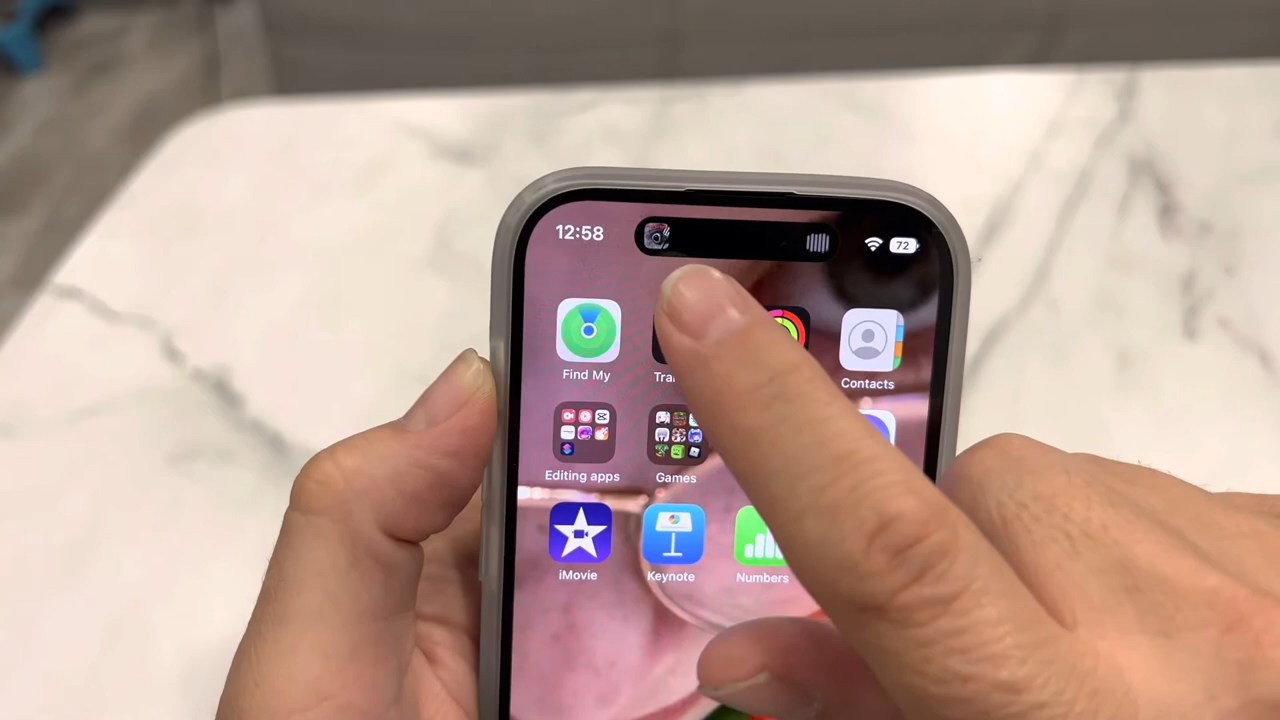 12:58
72
Find My
Contacts
Editing apps
Games
iMovie
Keynote
Numbers